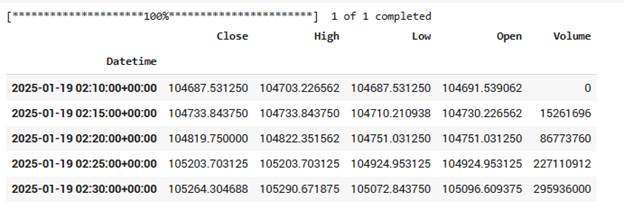 [*********************100%***********************]  1 of 1 completed
Close High Low Open Volume
Datetime
2025-01-19 02:10:00+00:00 104687.531250 104703.226562 104687.531250 104691.539062 0
2025-01-19 02:15:00+00:00 104733.843750 104733.843750 104710.210938 104730.226562 15261696
2025-01-19 02:20:00+00:00 104819.750000 104822.351562 104751.031250 104751.031250 86773760
2025-01-19 02:25:00+00:00 105203.703125 105203.703125 104924.953125 104924.953125 227110912
2025-01-19 02:30:00+00:00 105264.304688 105290.671875 105072.843750 105096.609375 295936000